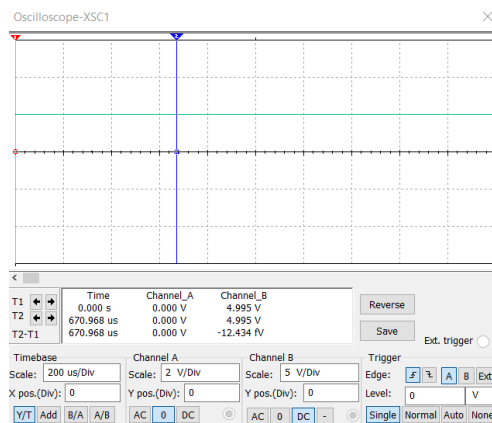 Oscilloscope-XSC1
1
2
Time Channel_A Channel_B
T1 0.000 s 0.000 V 4.995 V
T2 670.968 us 0.000 V 4.995 V
T2-T1 670.968 us 0.000 V -12.434 fV
Reverse
Save
Ext. trigger
Timebase Channel A Channel B Trigger
Scale: 200 us/Div Scale: 2 V/Div Scale: 5 V/Div Edge: A B Ext
X pos.(Div): 0 Y pos.(Div): 0 Y pos.(Div): 0 Level: 0 V
Y/T Add B/A A/B AC 0 DC AC 0 DC - Single Normal Auto None